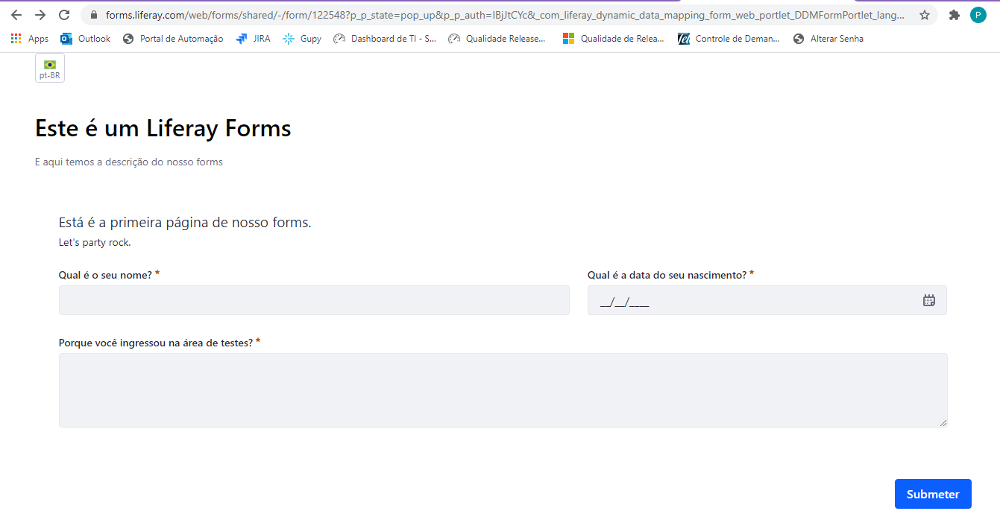 forms.liferay.com/web/forms/shared/-/form/122548?p_p_state=pop_up&p_p_auth=IBjJtCYc&_com_liferay_dynamic_data_mapping_form_web_portlet_DDMFormPortlet_lang... P
Apps Outlook Portal de Automação JIRA Gupy Dashboard de TI - S... Qualidade Release... Qualidade de Relea... Controle de Deman... Alterar Senha
pt-BR
Este é um Liferay Forms
E aqui temos a descrição do nosso forms
Está é a primeira página de nosso forms.
Let's party rock.
Qual é o seu nome? * Qual é a data do seu nascimento? *
__/__/____
Porque você ingressou na área de testes? *
Submeter